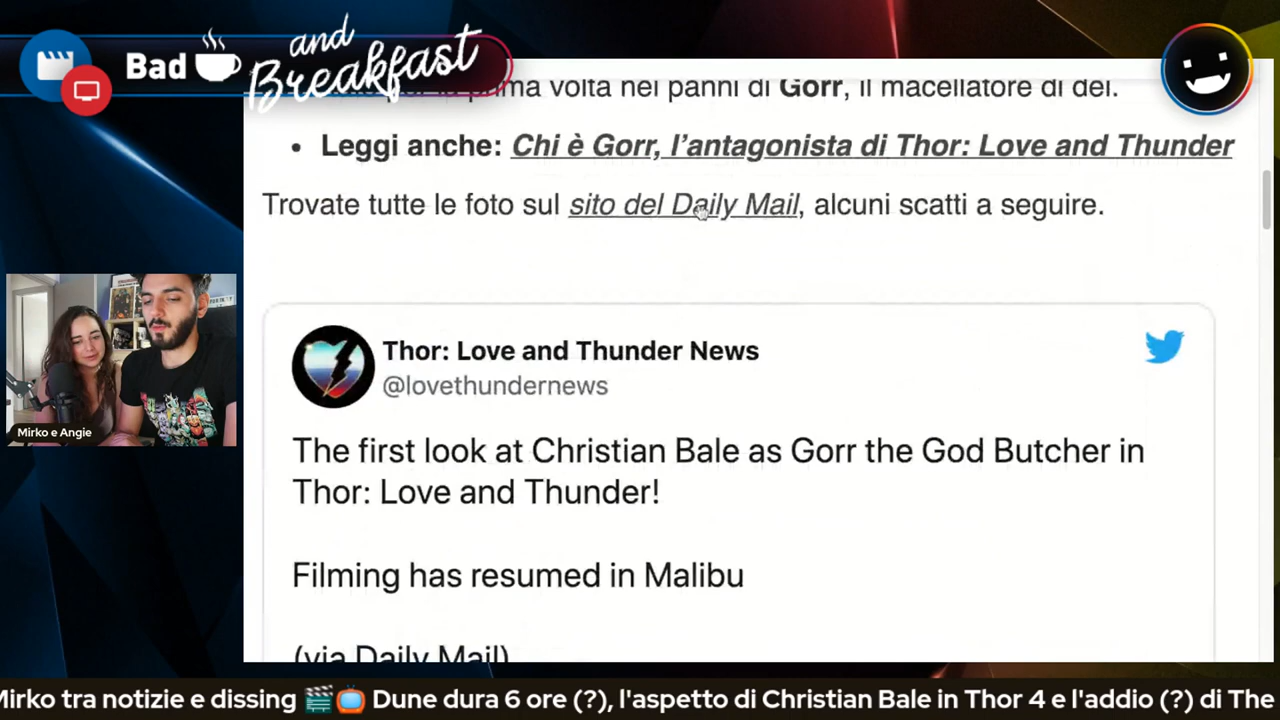 Bad and Breakfast
prima volta nei panni di Gorr, il macellatore di dei.
• Leggi anche: Chi è Gorr, l'antagonista di Thor: Love and Thunder
Trovate tutte le foto sul sito del Daily Mail, alcuni scatti a seguire.
Thor: Love and Thunder News
@lovethundernews
The first look at Christian Bale as Gorr the God Butcher in
Thor: Love and Thunder!
Filming has resumed in Malibu
(via Daily Mail)
Mirko e Angie
Mirko tra notizie e dissing 🎬📺 Dune dura 6 ore (?), l'aspetto di Christian Bale in Thor 4 e l'addio (?) di The